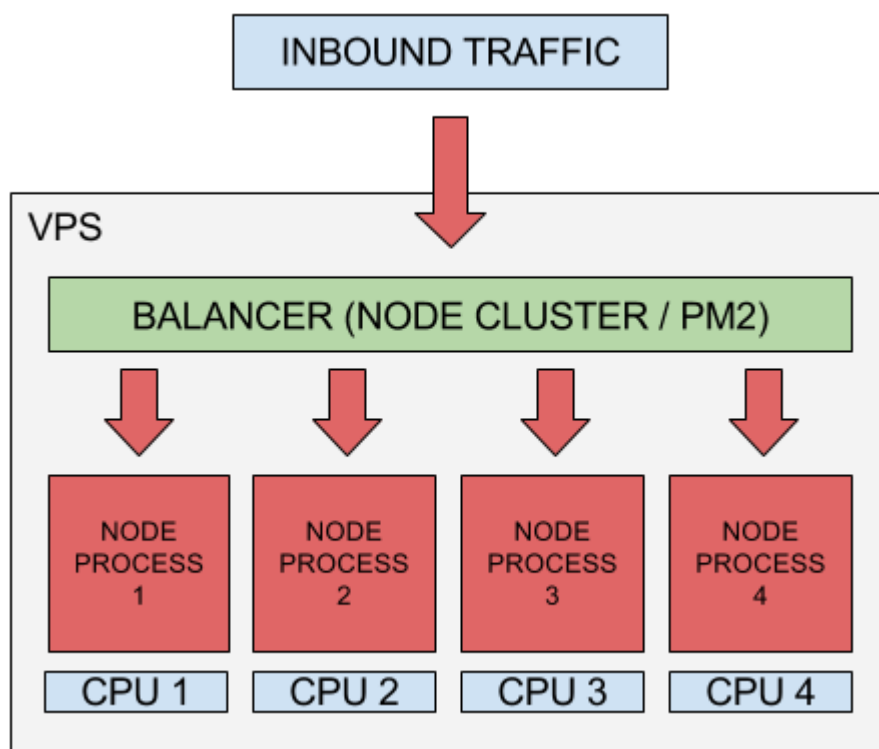 INBOUND TRAFFIC
VPS
BALANCER (NODE CLUSTER / PM2)
NODE
PROCESS
1
NODE
PROCESS
2
NODE
PROCESS
3
NODE
PROCESS
4
CPU 1
CPU 2
CPU 3
CPU 4